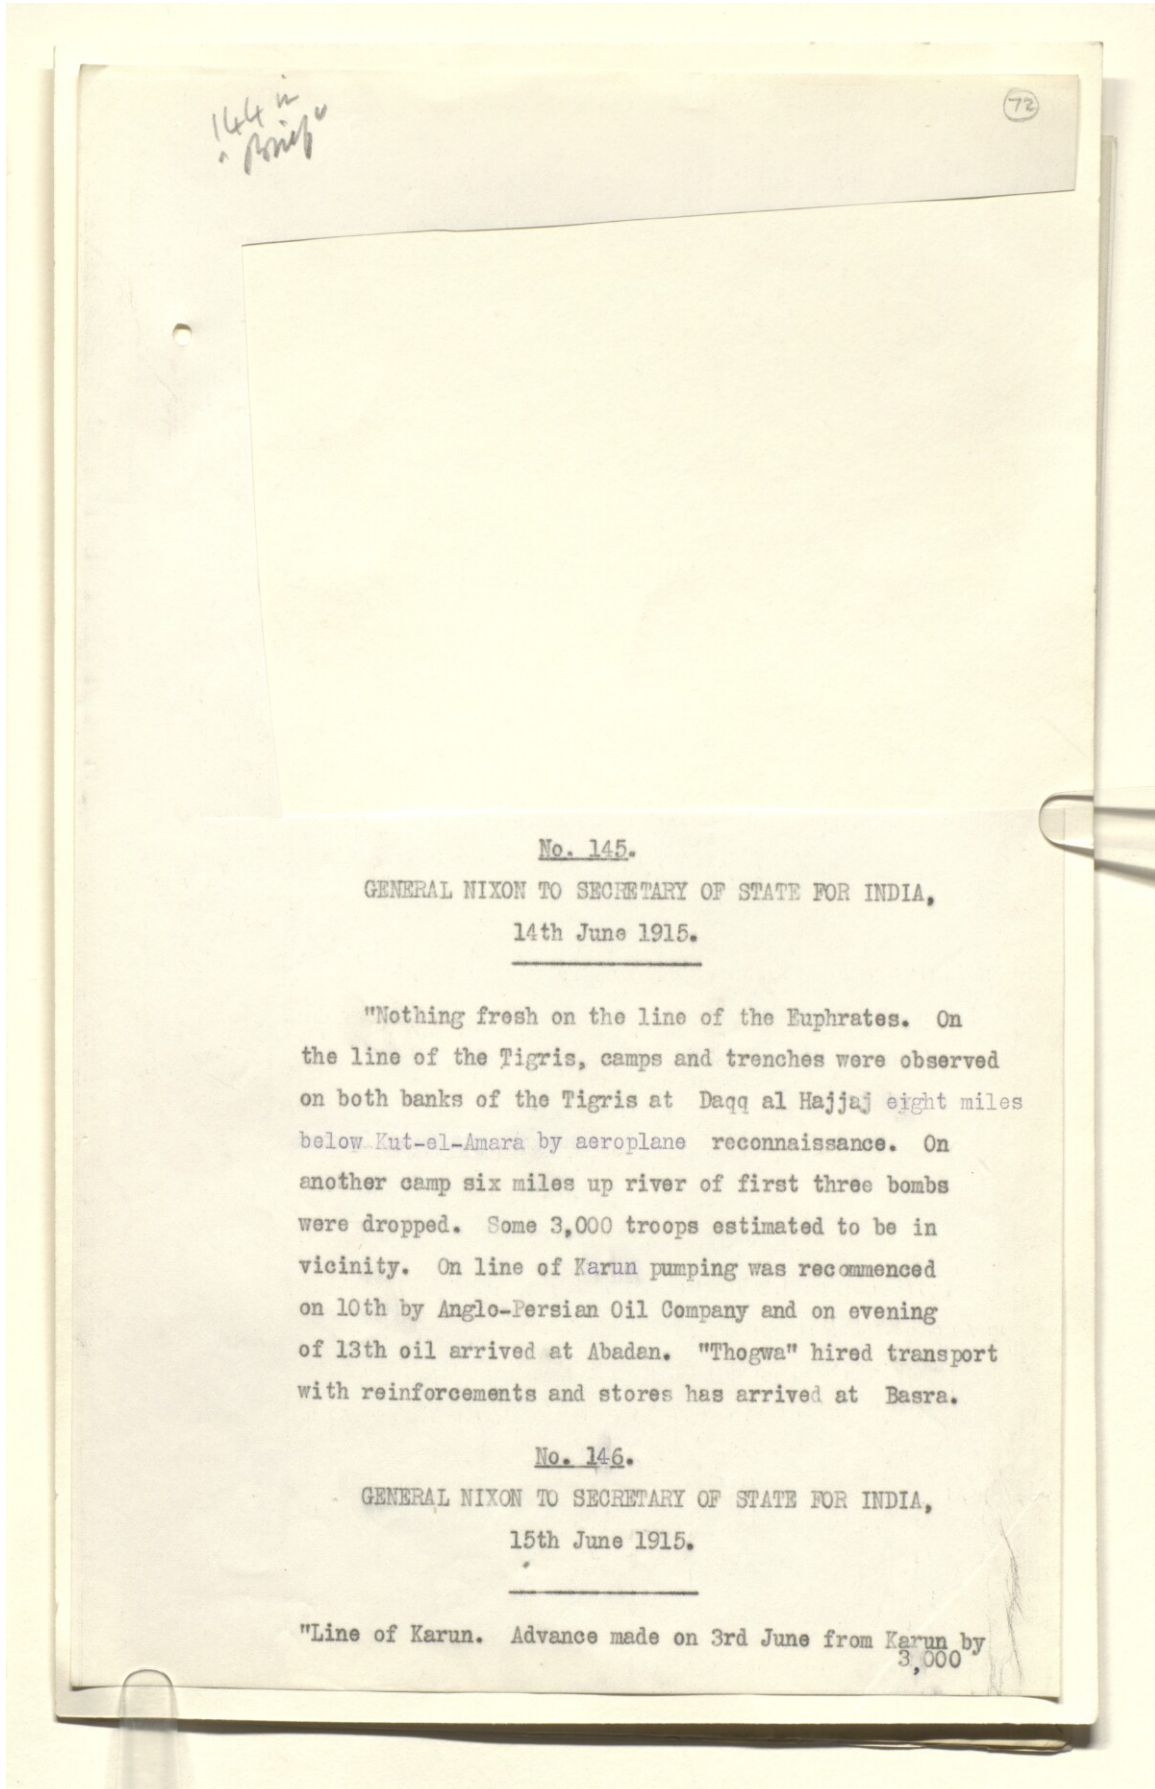 144 in
"Brief"
72
No. 145.
GENERAL NIXON TO SECRETARY OF STATE FOR INDIA,
14th June 1915.
"Nothing fresh on the line of the Euphrates. On
the line of the Tigris, camps and trenches were observed
on both banks of the Tigris at Daqq al Hajjaj eight miles
below Kut-el-Amara by aeroplane reconnaissance. On
another camp six miles up river of first three bombs
were dropped. Some 3,000 troops estimated to be in
vicinity. On line of Karun pumping was recommenced
on 10th by Anglo-Persian Oil Company and on evening
of 13th oil arrived at Abadan. "Thogwa" hired transport
with reinforcements and stores has arrived at Basra.
No. 146.
GENERAL NIXON TO SECRETARY OF STATE FOR INDIA,
15th June 1915.
"Line of Karun. Advance made on 3rd June from Karun by
3,000